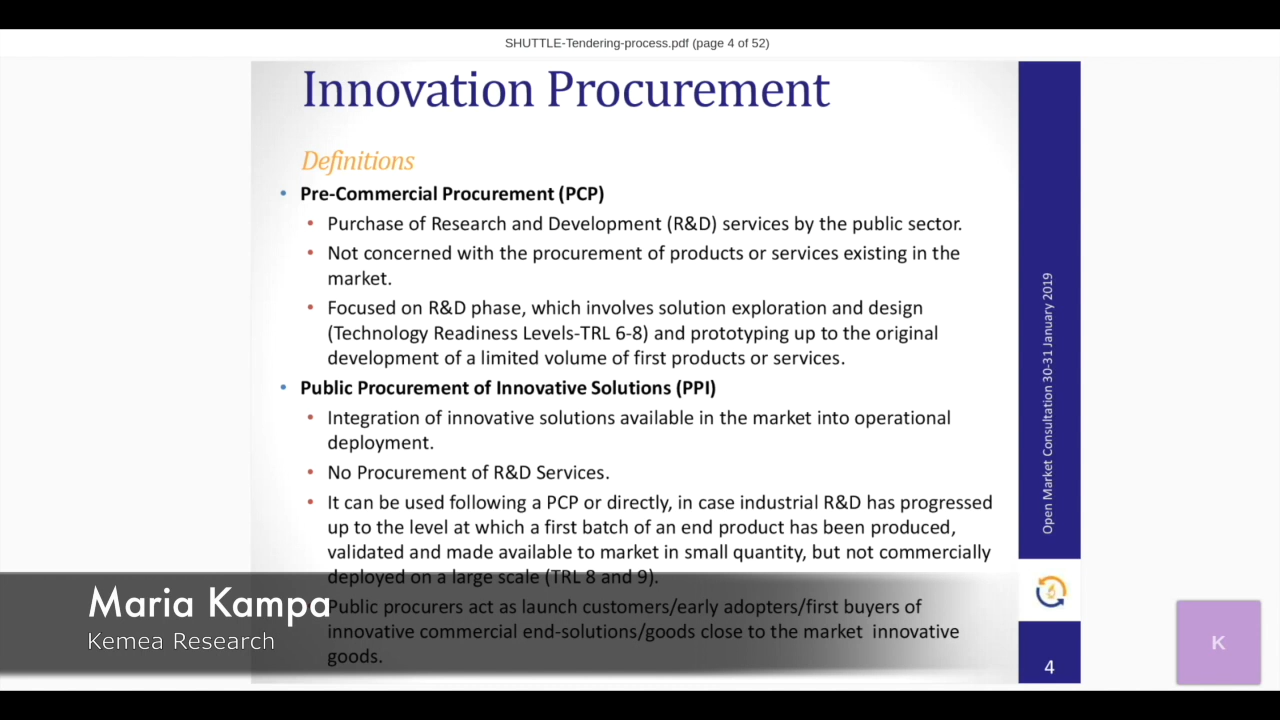 SHUTTLE-Tendering-process.pdf (page 4 of 52)
Innovation Procurement
Definitions
• Pre-Commercial Procurement (PCP)
• Purchase of Research and Development (R&D) services by the public sector.
• Not concerned with the procurement of products or services existing in the
market.
• Focused on R&D phase, which involves solution exploration and design
(Technology Readiness Levels-TRL 6-8) and prototyping up to the original
development of a limited volume of first products or services.
• Public Procurement of Innovative Solutions (PPI)
• Integration of innovative solutions available in the market into operational
deployment.
• No Procurement of R&D Services.
• It can be used following a PCP or directly, in case industrial R&D has progressed
up to the level at which a first batch of an end product has been produced,
validated and made available to market in small quantity, but not commercially
deployed on a large scale (TRL 8 and 9).
Public procurers act as launch customers/early adopters/first buyers of
innovative commercial end-solutions/goods close to the market innovative
goods.
Open Market Consultation 30-31 January 2019
4
Maria Kampa
Kemea Research
K